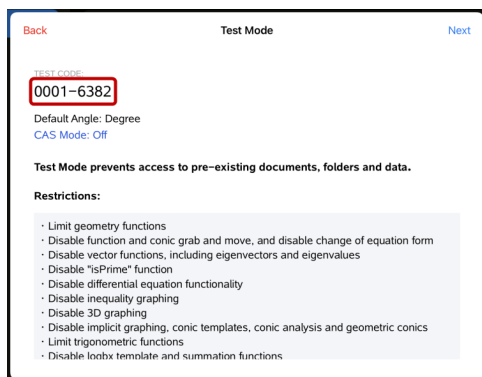 Back Test Mode Next
TEST CODE:
0001-6382
Default Angle: Degree
CAS Mode: Off
Test Mode prevents access to pre-existing documents, folders and data.
Restrictions:
· Limit geometry functions
· Disable function and conic grab and move, and disable change of equation form
· Disable vector functions, including eigenvectors and eigenvalues
· Disable "isPrime" function
· Disable differential equation functionality
· Disable inequality graphing
· Disable 3D graphing
· Disable implicit graphing, conic templates, conic analysis and geometric conics
· Limit trigonometric functions
· Disable logbx template and summation functions